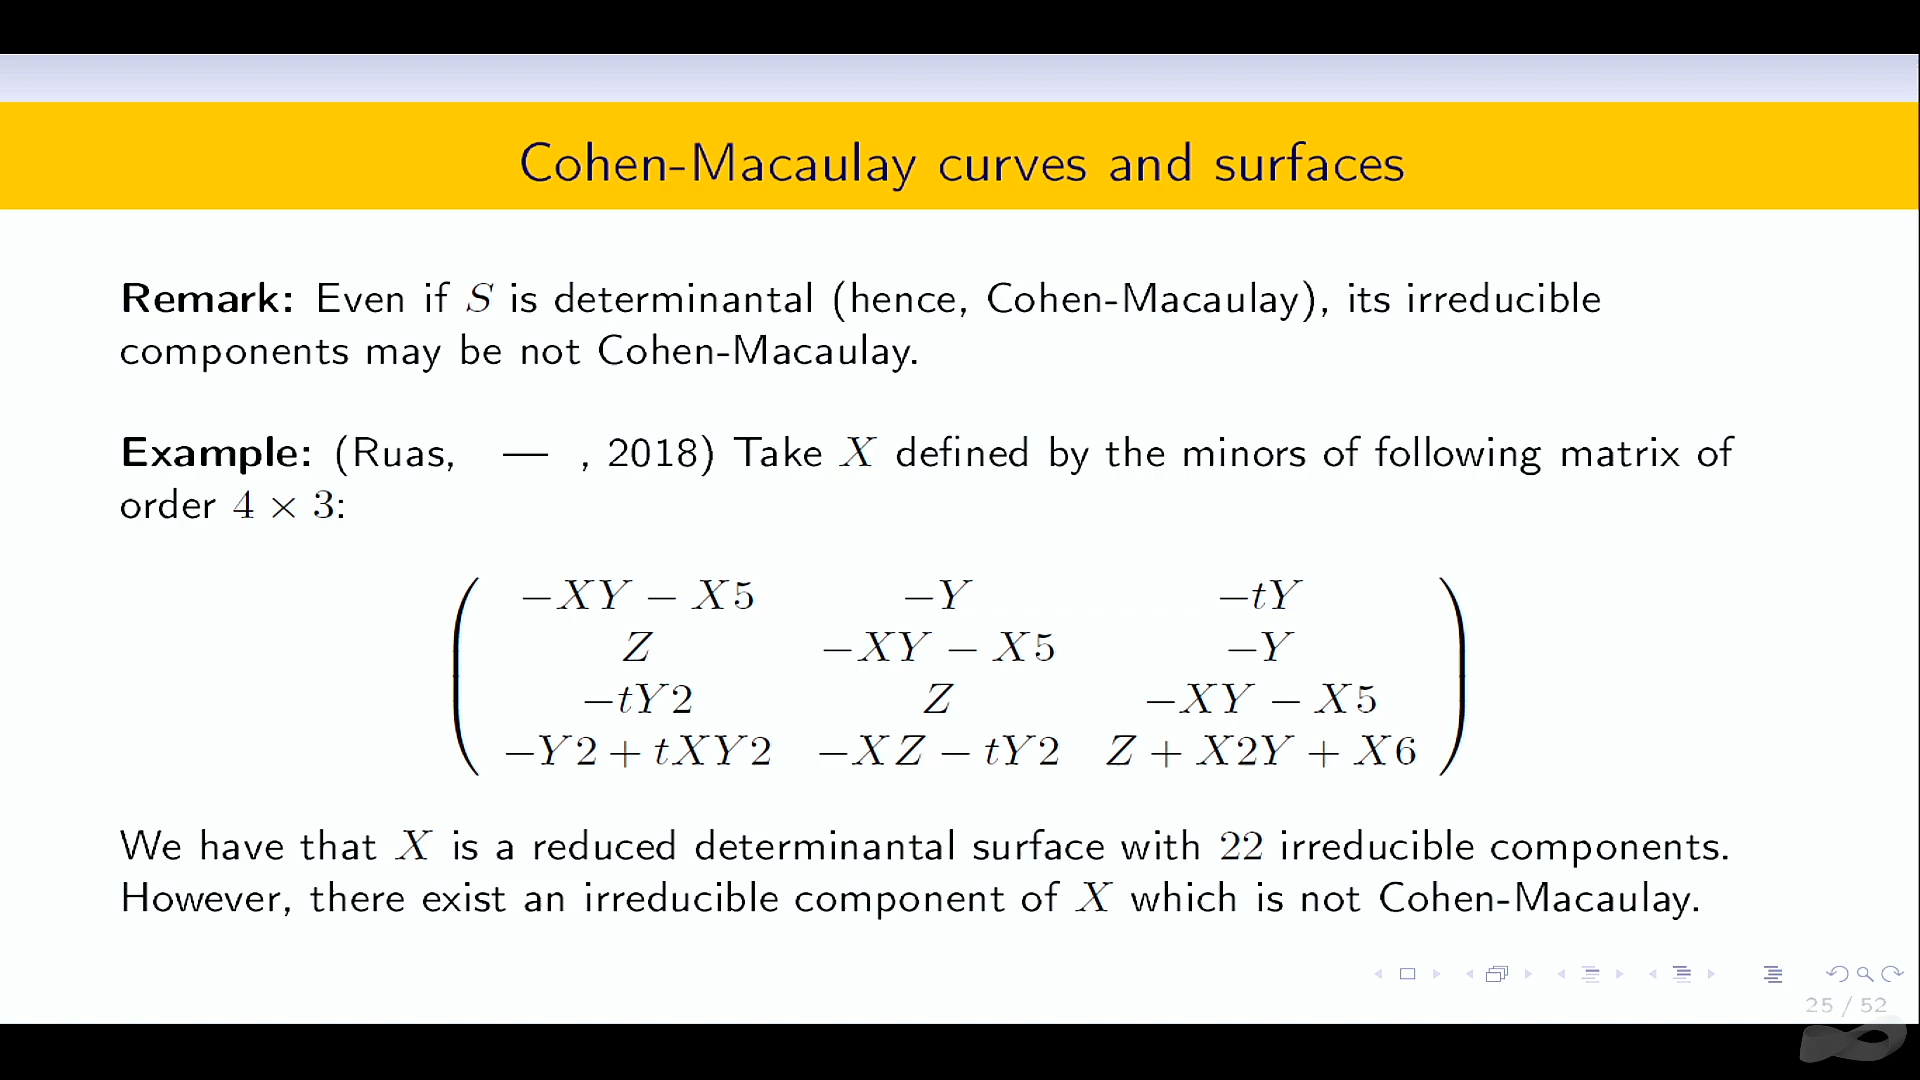 Cohen-Macaulay curves and surfaces
Remark: Even if S is determinantal (hence, Cohen-Macaulay), its irreducible
components may be not Cohen-Macaulay.
Example: (Ruas, — , 2018) Take X defined by the minors of following matrix of
order 4 × 3:
−XY − X5 −Y −tY
Z −XY − X5 −Y
−tY2 Z −XY − X5
−Y2 + tXY2 −XZ − tY2 Z + X2Y + X6
We have that X is a reduced determinantal surface with 22 irreducible components.
However, there exist an irreducible component of X which is not Cohen-Macaulay.
25 / 52